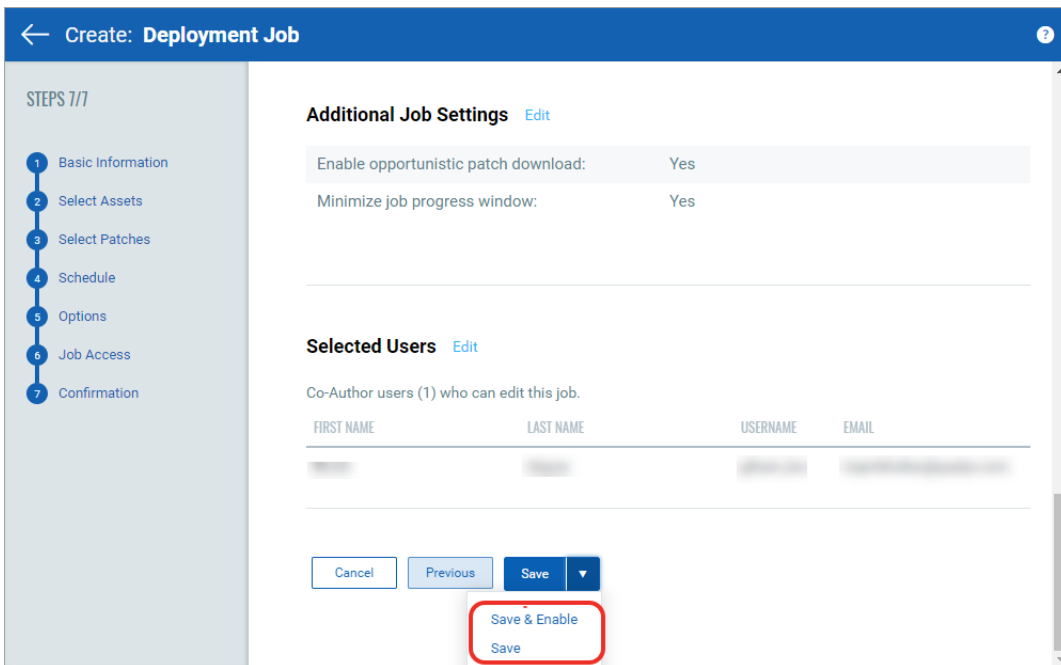 Create: Deployment Job ?
STEPS 7/7
1 Basic Information
2 Select Assets
3 Select Patches
4 Schedule
5 Options
6 Job Access
7 Confirmation
Additional Job Settings Edit
Enable opportunistic patch download: Yes
Minimize job progress window: Yes
Selected Users Edit
Co-Author users (1) who can edit this job.
FIRST NAME LAST NAME USERNAME EMAIL
Cancel Previous Save
Save & Enable
Save